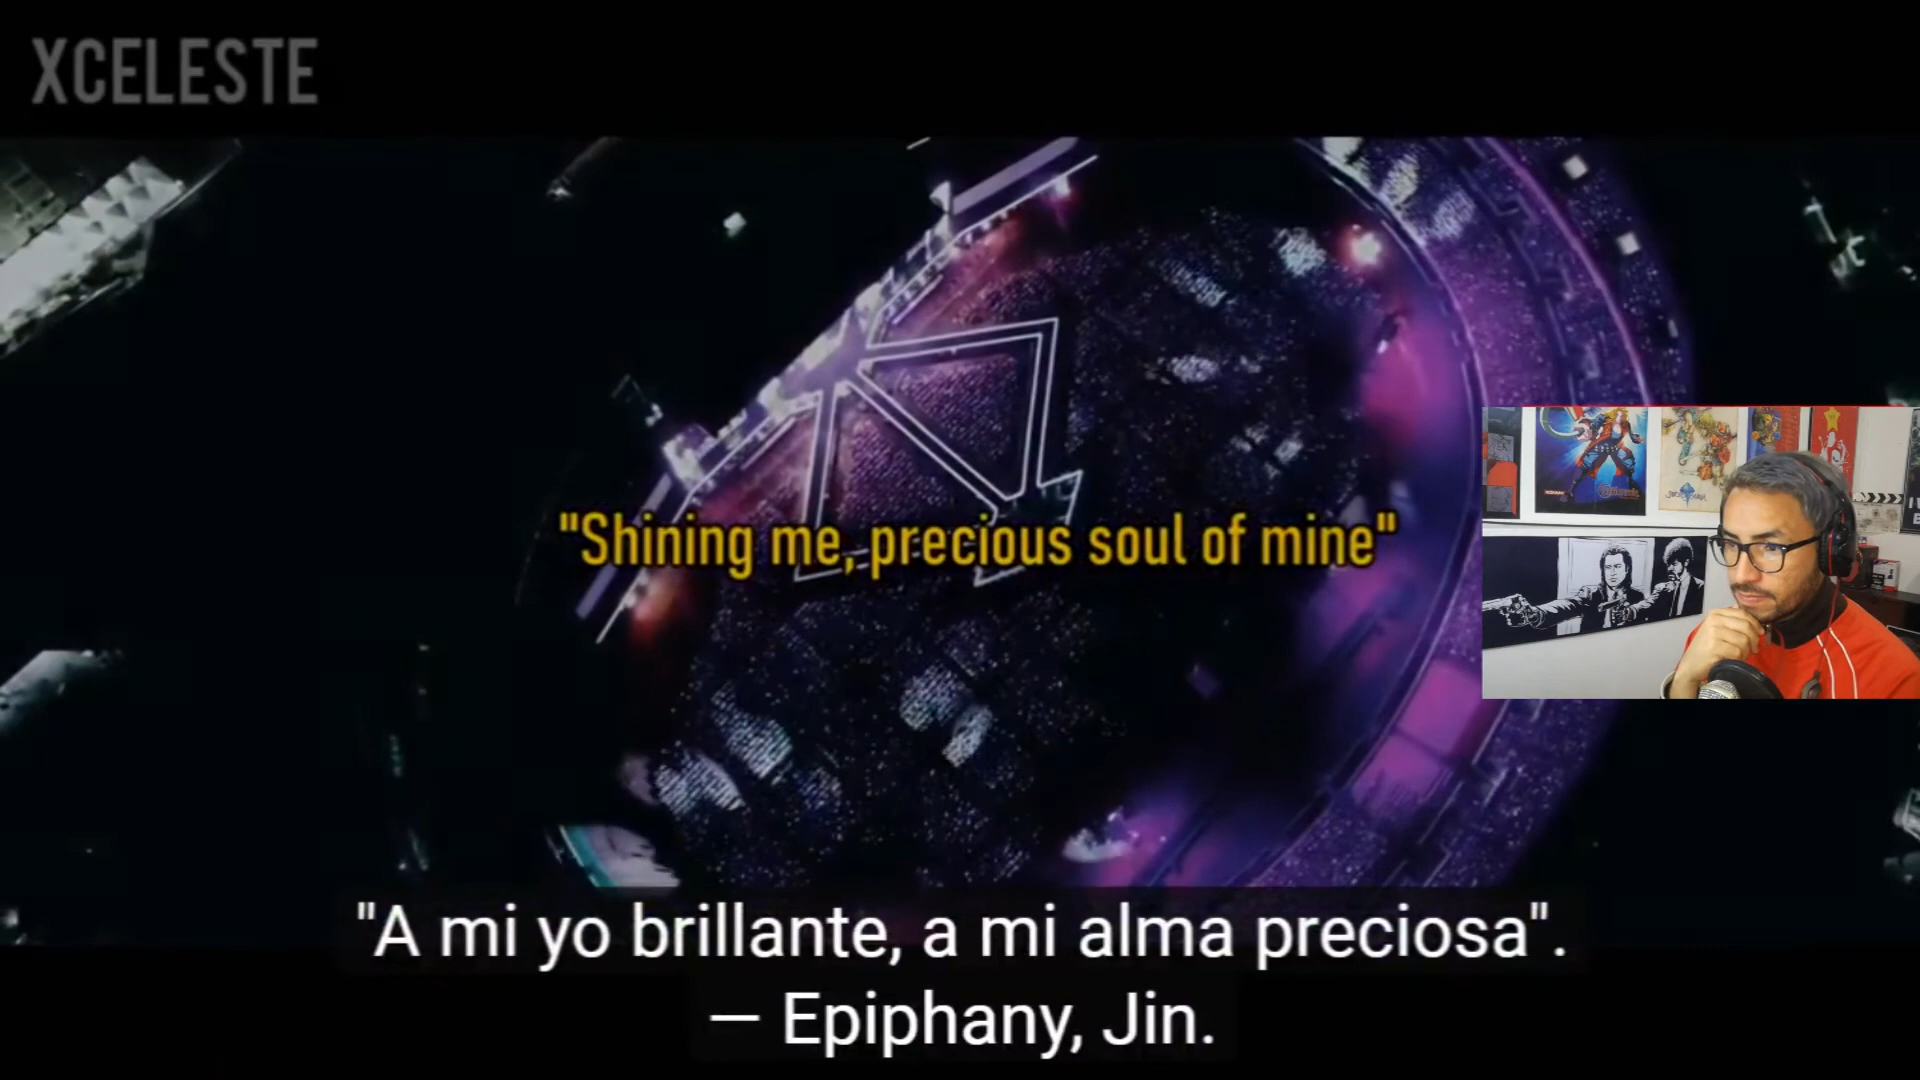 XCELESTE
"Shining me, precious soul of mine"
"A mi yo brillante, a mi alma preciosa".
— Epiphany, Jin.